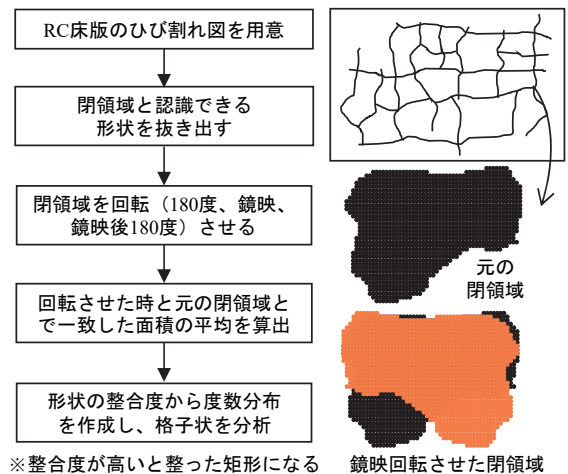 RC床版のひび割れ図を用意
閉領域と認識できる
形状を抜き出す
閉領域を回転（180度、鏡映、
鏡映後180度）させる
回転させた時と元の閉領域と
で一致した面積の平均を算出
形状の整合度から度数分布
を作成し、格子状を分析
※整合度が高いと整った矩形になる
元の
閉領域
鏡映回転させた閉領域